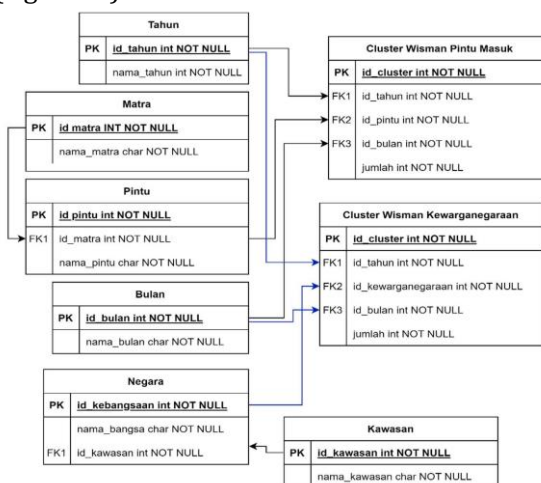 Tahun
PK id_tahun int NOT NULL
nama_tahun int NOT NULL
Matra
PK id matra INT NOT NULL
nama_matra char NOT NULL
Pintu
PK id pintu int NOT NULL
FK1 id_matra int NOT NULL
nama_pintu char NOT NULL
Bulan
PK id_bulan int NOT NULL
nama_bulan char NOT NULL
Negara
PK id_kebangsaan int NOT NULL
nama_bangsa char NOT NULL
FK1 id_kawasan int NOT NULL
Cluster Wisman Pintu Masuk
PK id_cluster int NOT NULL
FK1 id_tahun int NOT NULL
FK2 id_pintu int NOT NULL
FK3 id_bulan int NOT NULL
jumlah int NOT NULL
Cluster Wisman Kewarganegaraan
PK id_cluster int NOT NULL
FK1 id_tahun int NOT NULL
FK2 id_kewarganegaraan int NOT NULL
FK3 id_bulan int NOT NULL
jumlah int NOT NULL
Kawasan
PK id_kawasan int NOT NULL
nama_kawasan char NOT NULL